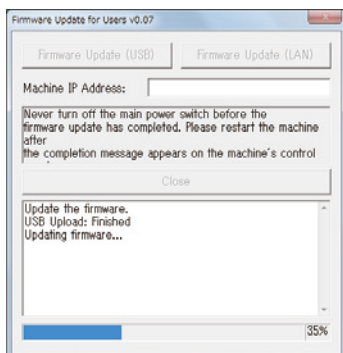 Firmware Update for Users v0.07
Firmware Update (USB)
Firmware Update (LAN)
Machine IP Address:
Never turn off the main power switch before the
firmware update has completed. Please restart the machine
after
the completion message appears on the machine's control
Close
Update the firmware.
USB Upload: Finished
Updating firmware...
35%